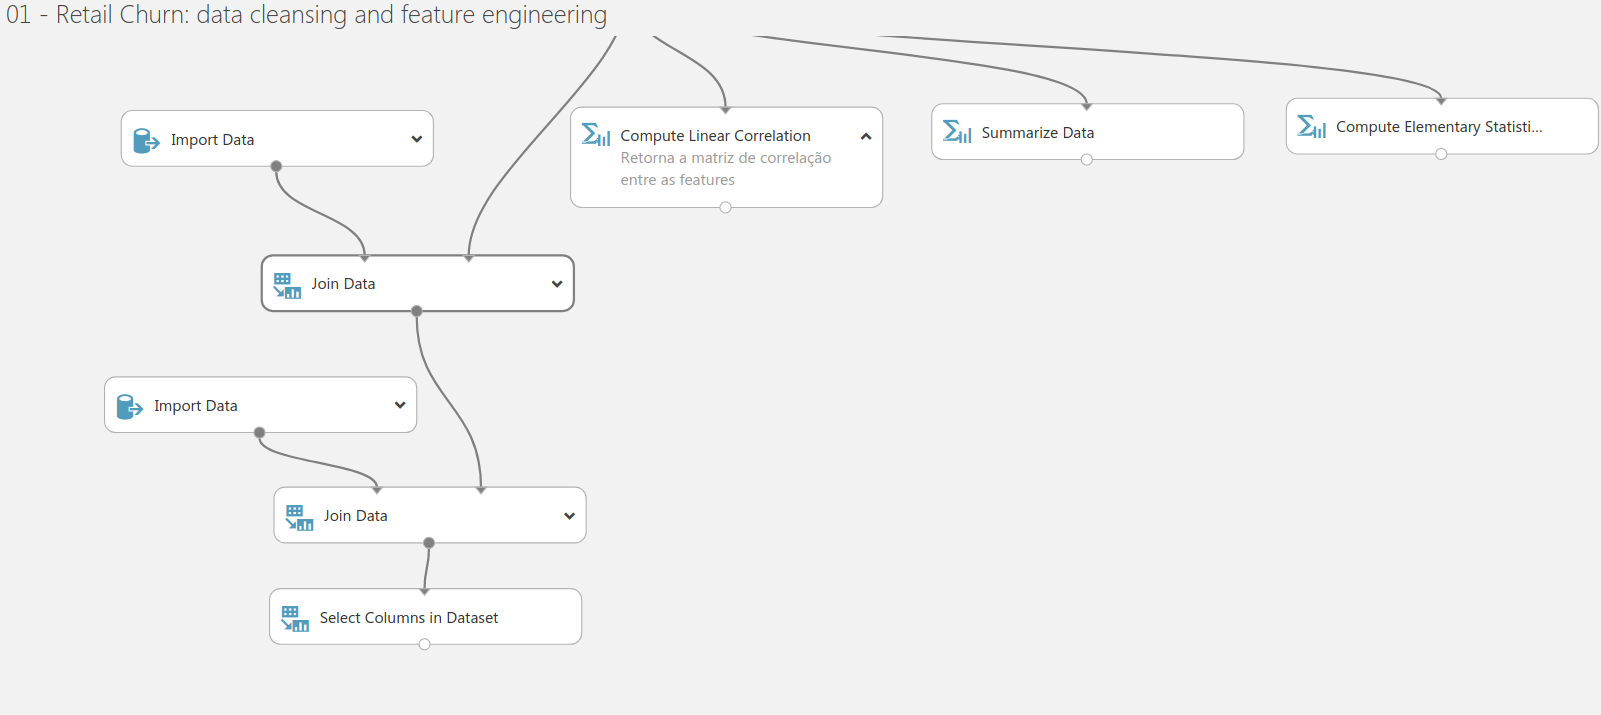 01 - Retail Churn: data cleansing and feature engineering
Import Data
Compute Linear Correlation
Retorna a matriz de correlação
entre as features
Summarize Data
Compute Elementary Statisti...
Join Data
Import Data
Join Data
Select Columns in Dataset